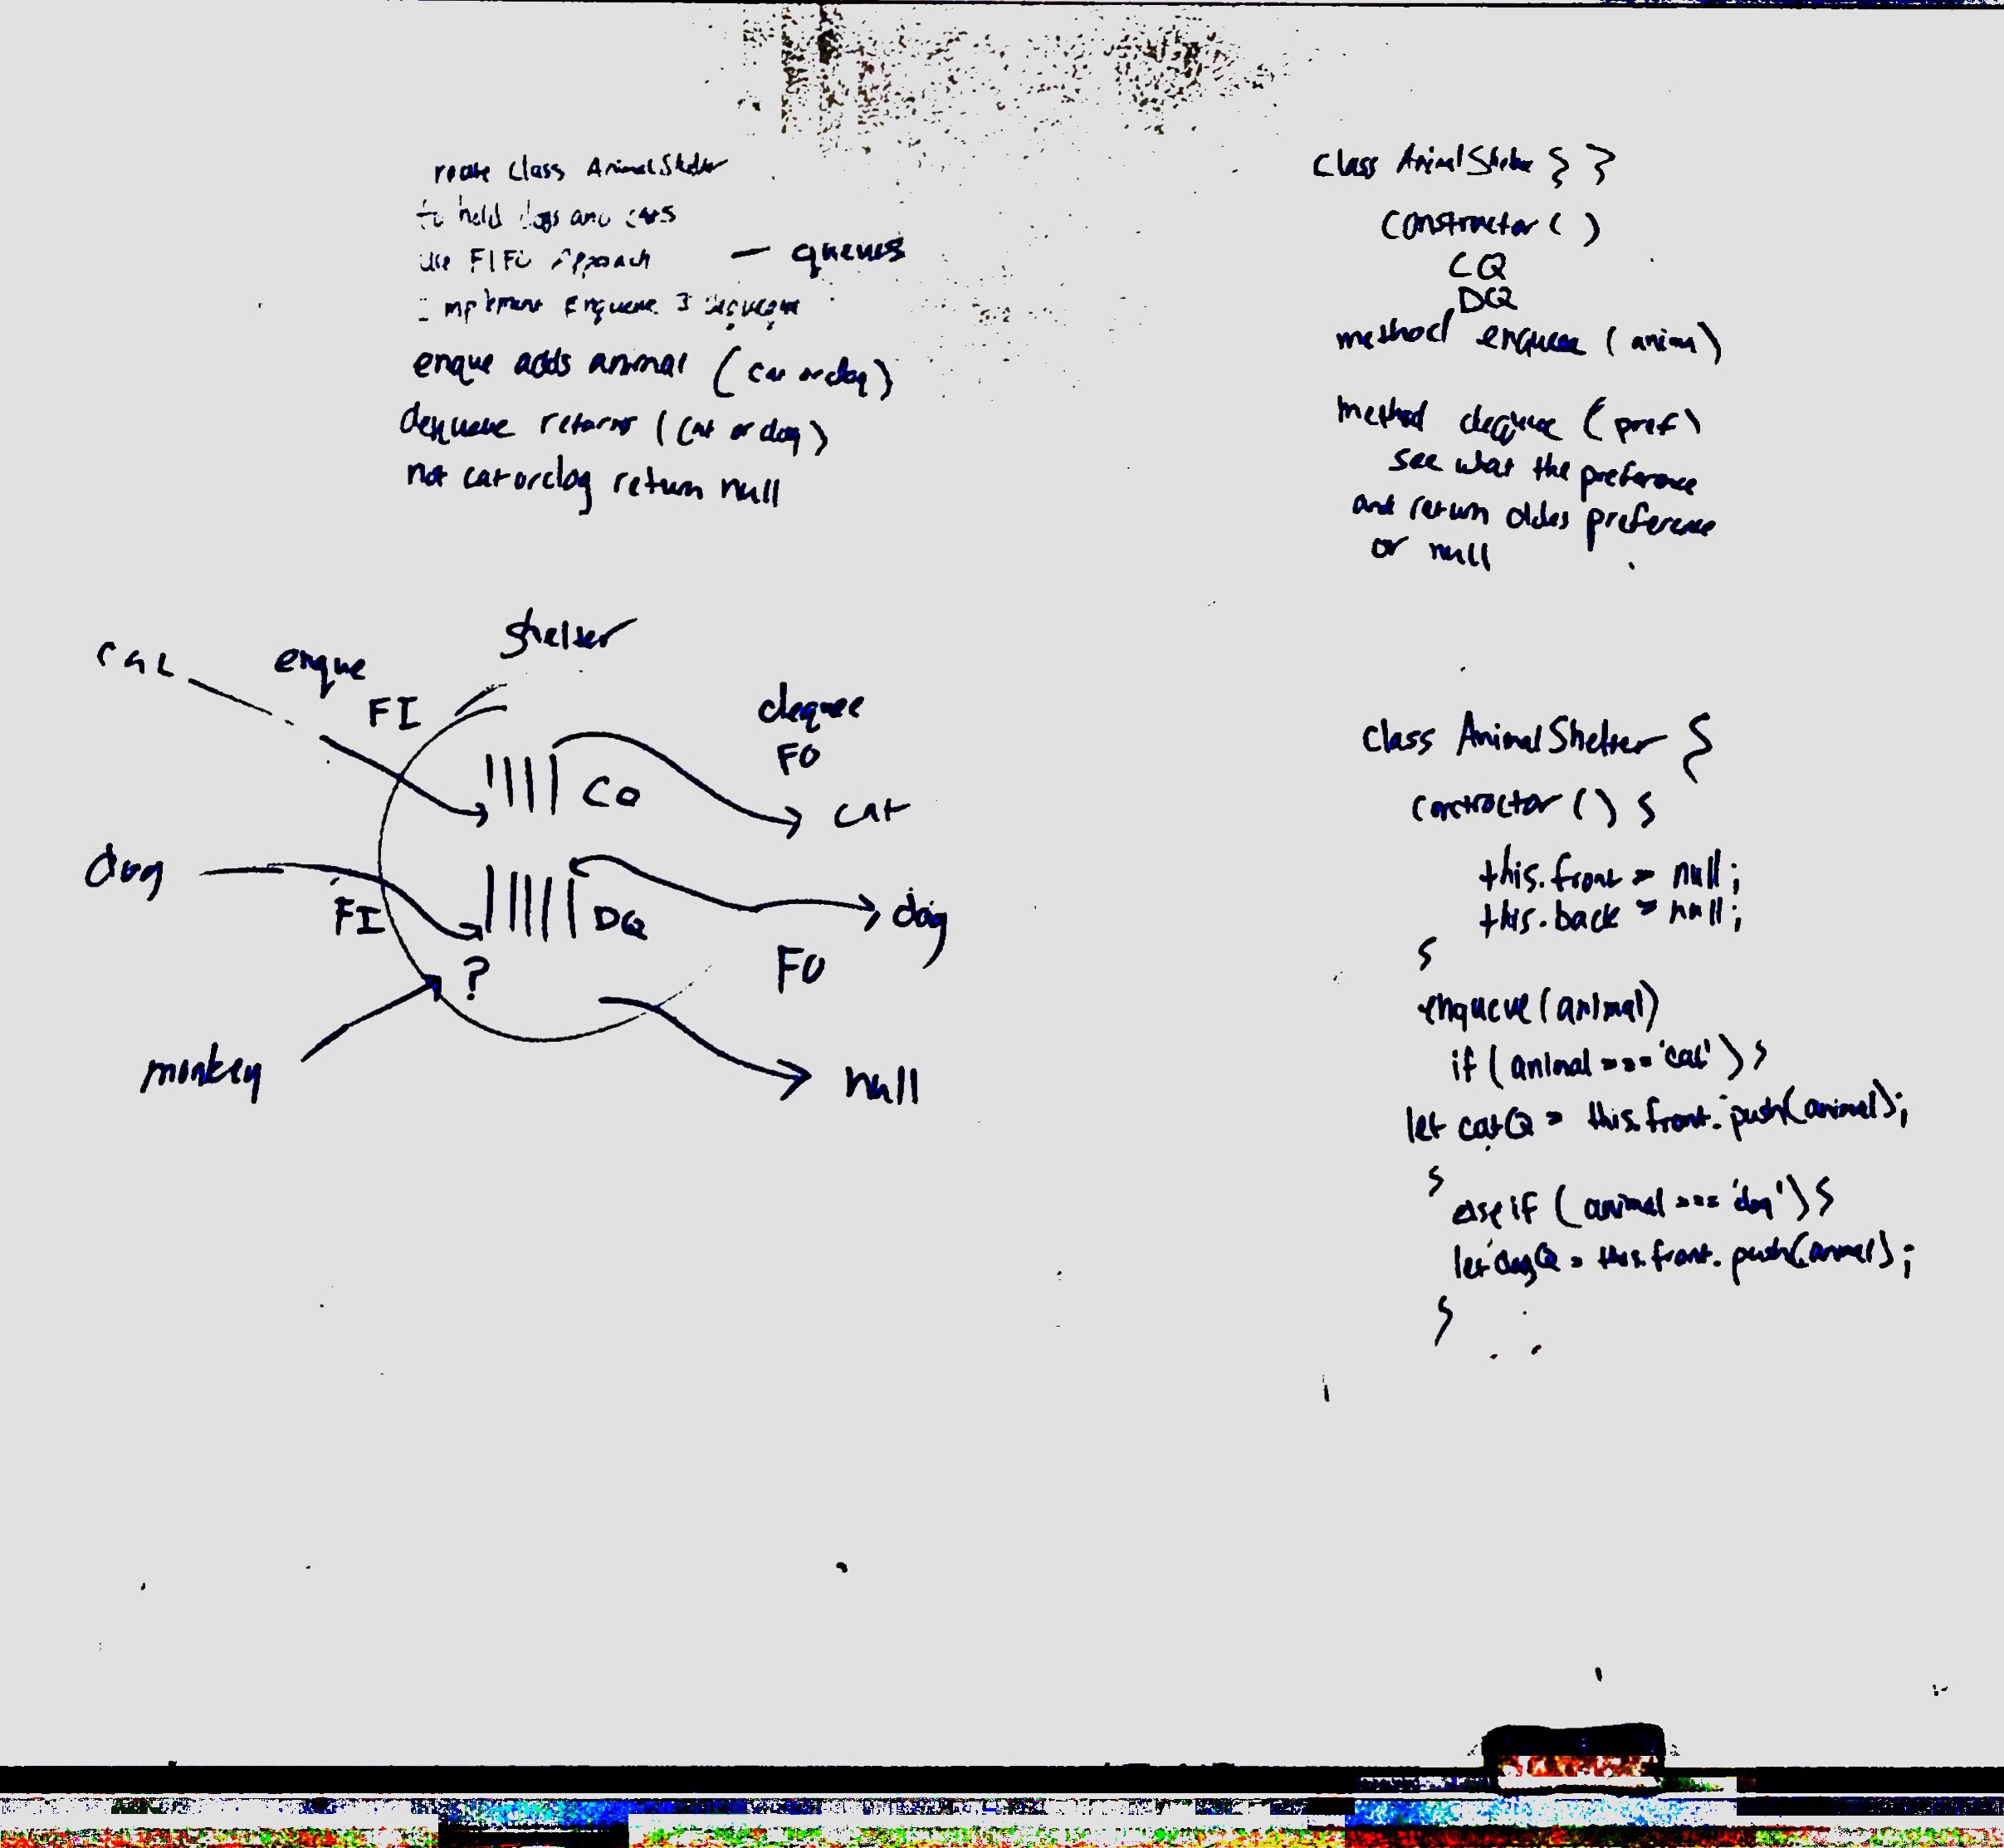 reate class AnimalShelter
to hold dogs and cats
use FIFO Approach — queues
Implement Enqueue & dequeue
enque adds animal (cat or dog)
dequeue returns (cat or dog)
not cat or dog return null
shelter
cat
enque
FI
dequee
FO
CQ
cat
dog
FI
DQ
dog
FO
?
monkey
null
class AnimalShelter { }
constructor ( )
CQ
DQ
method enqueue (anima)
method dequeue (pref)
see what the preference
and return oldes preference
or null
class AnimalShelter {
constructor () {
this.front = null;
this.back = null;
}
enqueue (animal)
if (animal === 'cat') {
let catQ = this.front.push(animal);
}
else if (animal === 'dog') {
let dogQ = this.front.push(animal);
}